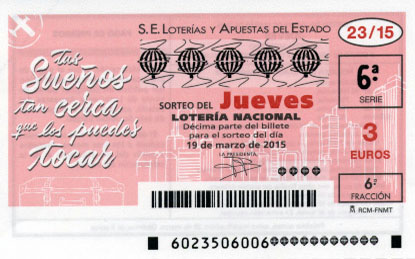 S.E. LOTERÍAS Y APUESTAS DEL ESTADO
23/15
tus
Sueños
tan cerca
que los puedes
tocar
SORTEO DEL Jueves
LOTERÍA NACIONAL
Décima parte del billete
para el sorteo del día
19 de marzo de 2015
LA PRESIDENTA,
6ª
SERIE
3
EUROS
6ª
FRACCIÓN
RCM-FNMT
6023506006